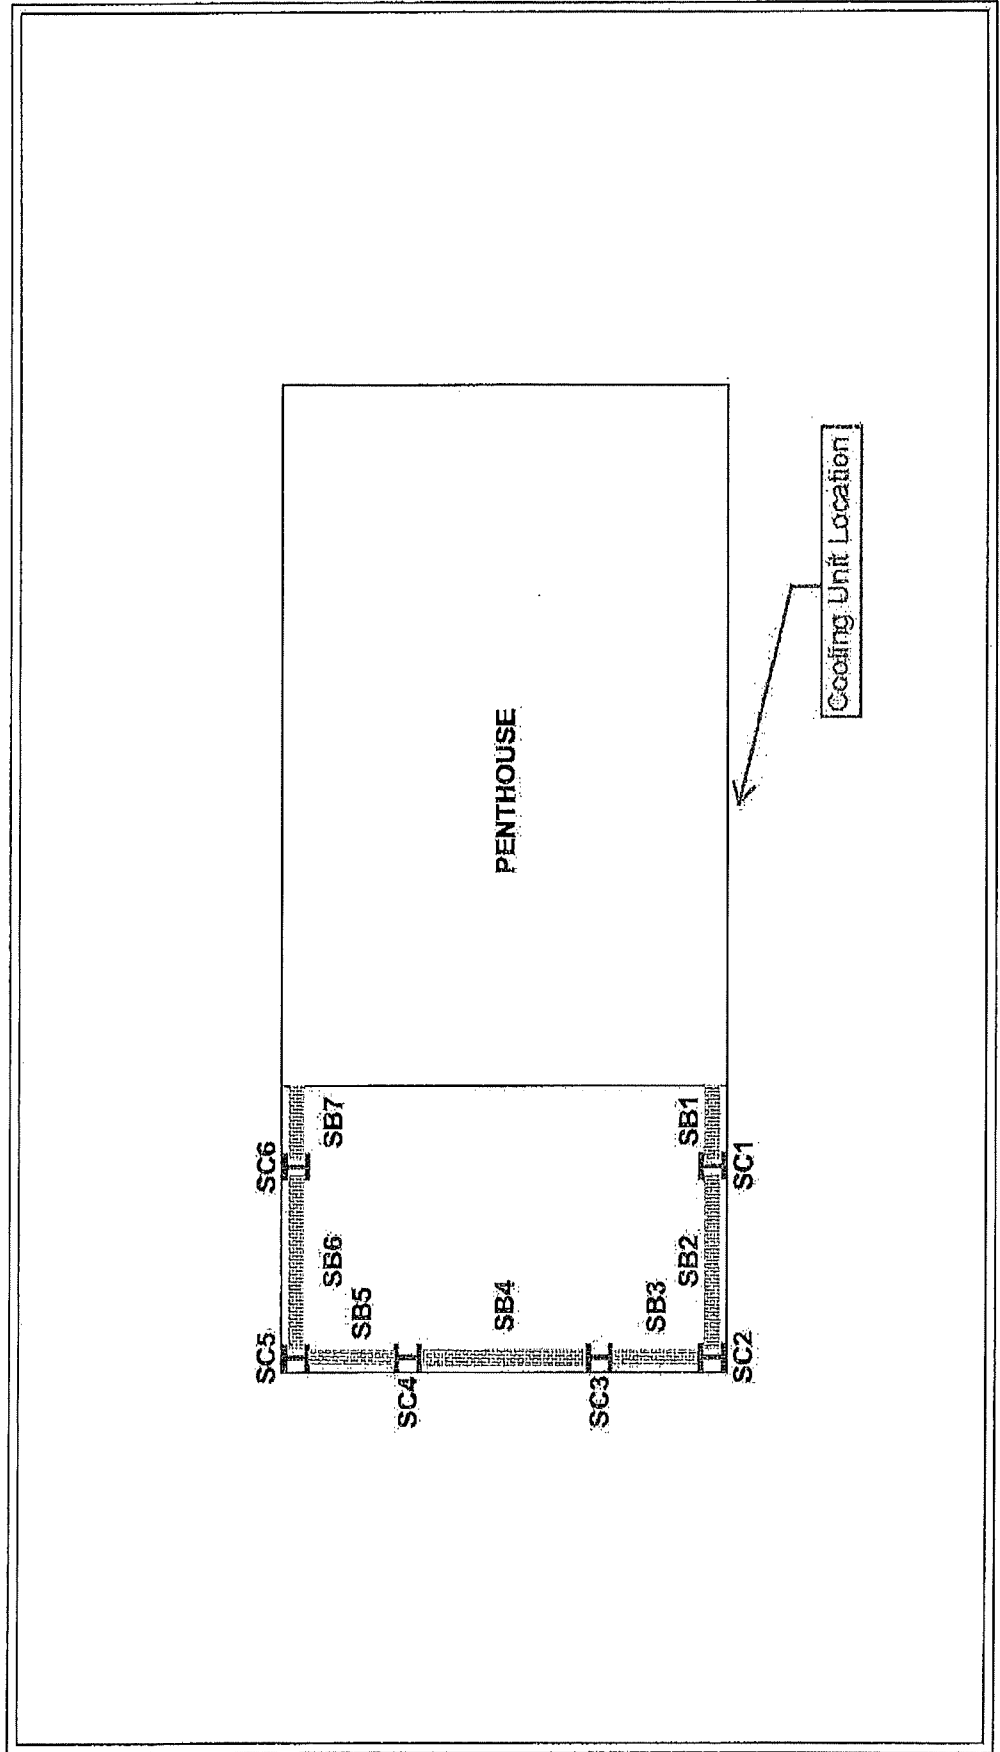 SC5
SC6
SB6
SB7
SB5
SC4
SB4
PENTHOUSE
SC3
SB3
SB2
SB1
SC2
SC1
Cooling Unit Location